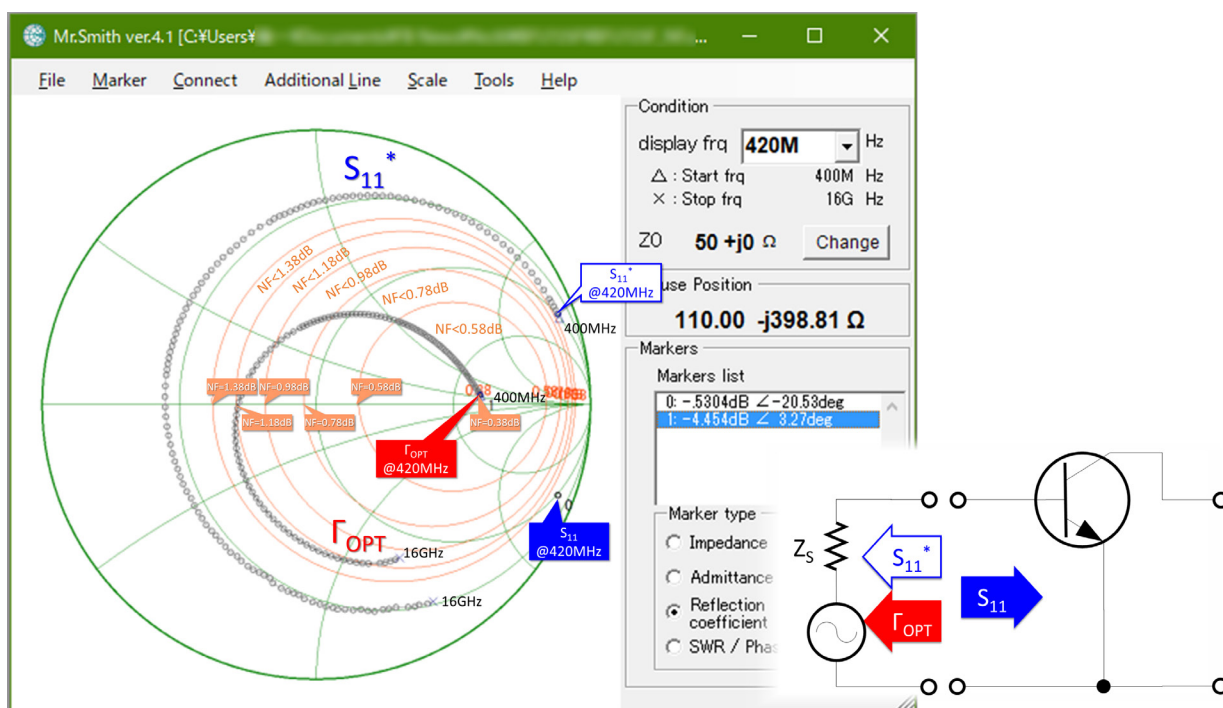 Mr.Smith ver.4.1 [C:¥Users¥
...
File Marker Connect Additional Line Scale Tools Help
S11*
NF<1.38dB
NF<1.18dB
NF<0.98dB
NF<0.78dB
NF<0.58dB
S11*
@420MHz
400MHz
NF=1.38dB
NF=0.98dB
NF=0.58dB
400MHz
1
NF=1.18dB
NF=0.78dB
NF=0.38dB
ΓOPT
@420MHz
0
S11
@420MHz
ΓOPT
16GHz
16GHz
Condition
display frq 420M Hz
△ : Start frq 400M Hz
× : Stop frq 16G Hz
ZO 50 +j0 Ω Change
use Position
110.00 -j398.81 Ω
Markers
Markers list
0: -.5304dB ∠-20.53deg
1: -4.454dB ∠ 3.27deg
Marker type
Impedance
Admittance
Reflection
coefficient
SWR / Pha
ZS
S11*
S11
ΓOPT